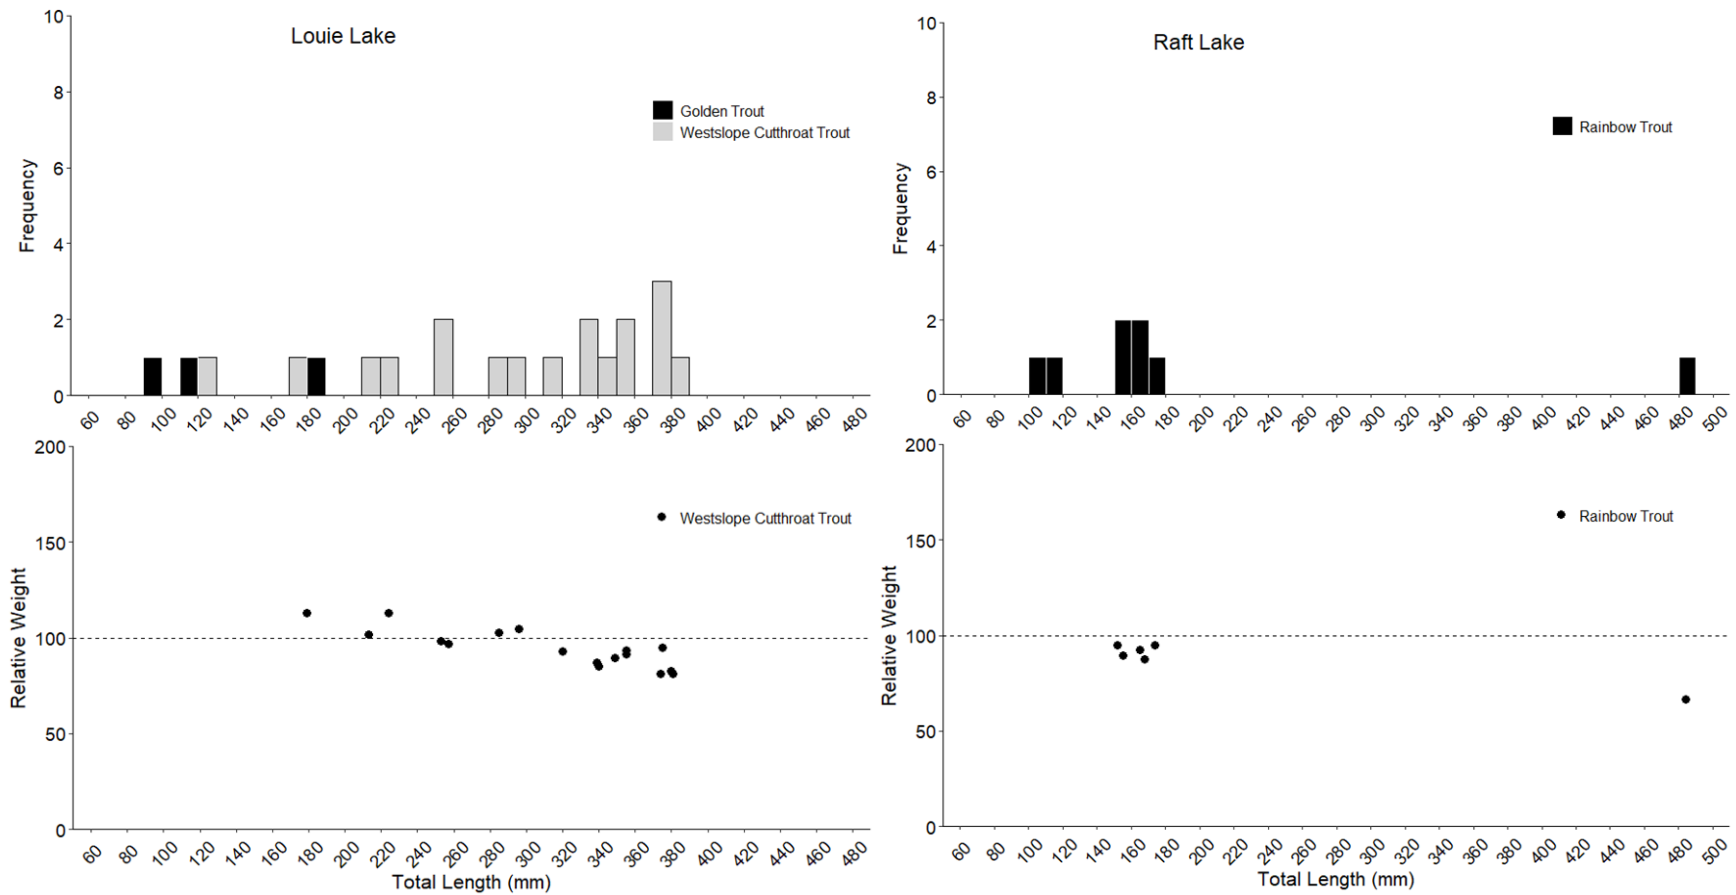 Louie Lake
Golden Trout
Westslope Cutthroat Trout
Frequency
10
8
6
4
2
0
60 80 100 120 140 160 180 200 220 240 260 280 300 320 340 360 380 400 420 440 460 480
Raft Lake
Rainbow Trout
Frequency
10
8
6
4
2
0
60 80 100 120 140 160 180 200 220 240 260 280 300 320 340 360 380 400 420 440 460 480 500
Westslope Cutthroat Trout
Relative Weight
200
150
100
50
0
60 80 100 120 140 160 180 200 220 240 260 280 300 320 340 360 380 400 420 440 460 480
Total Length (mm)
Rainbow Trout
Relative Weight
200
150
100
50
0
60 80 100 120 140 160 180 200 220 240 260 280 300 320 340 360 380 400 420 440 460 480 500
Total Length (mm)